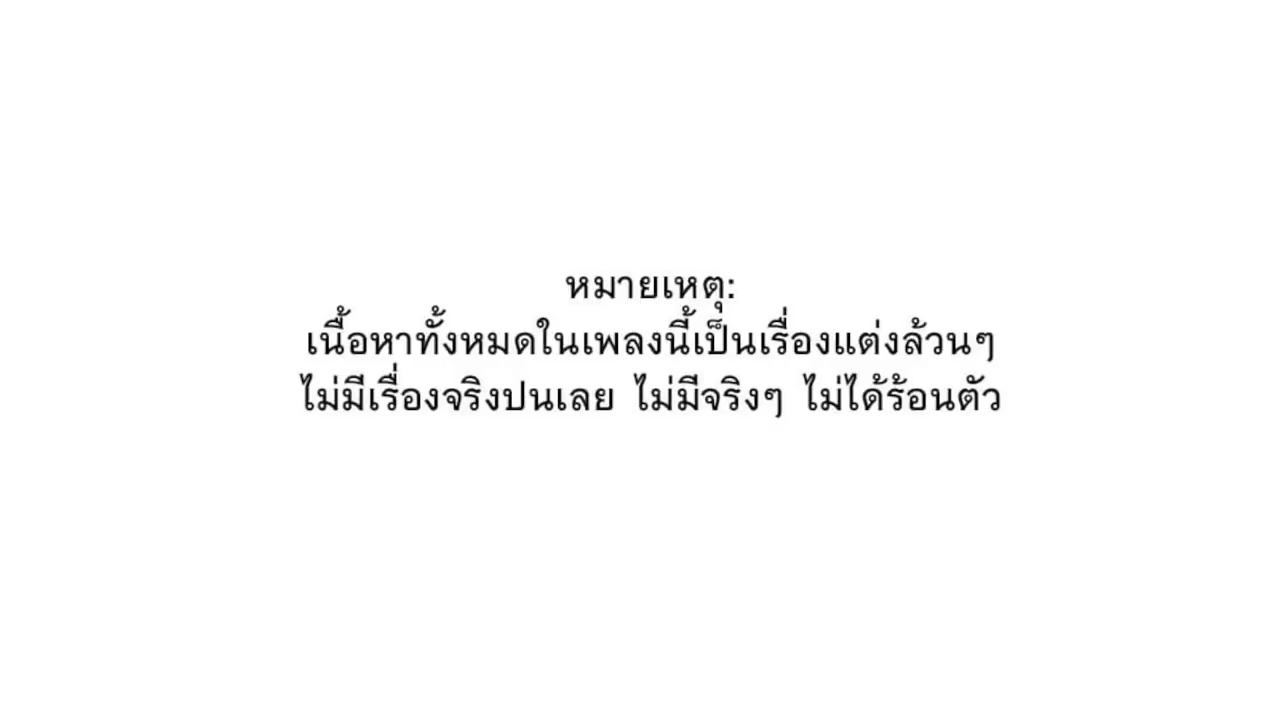 หมายเหตุ:
เนื้อหาทั้งหมดในเพลงนี้เป็นเรื่องแต่งล้วนๆ
ไม่มีเรื่องจริงปนเลย ไม่มีจริงๆ ไม่ได้ร้อนตัว